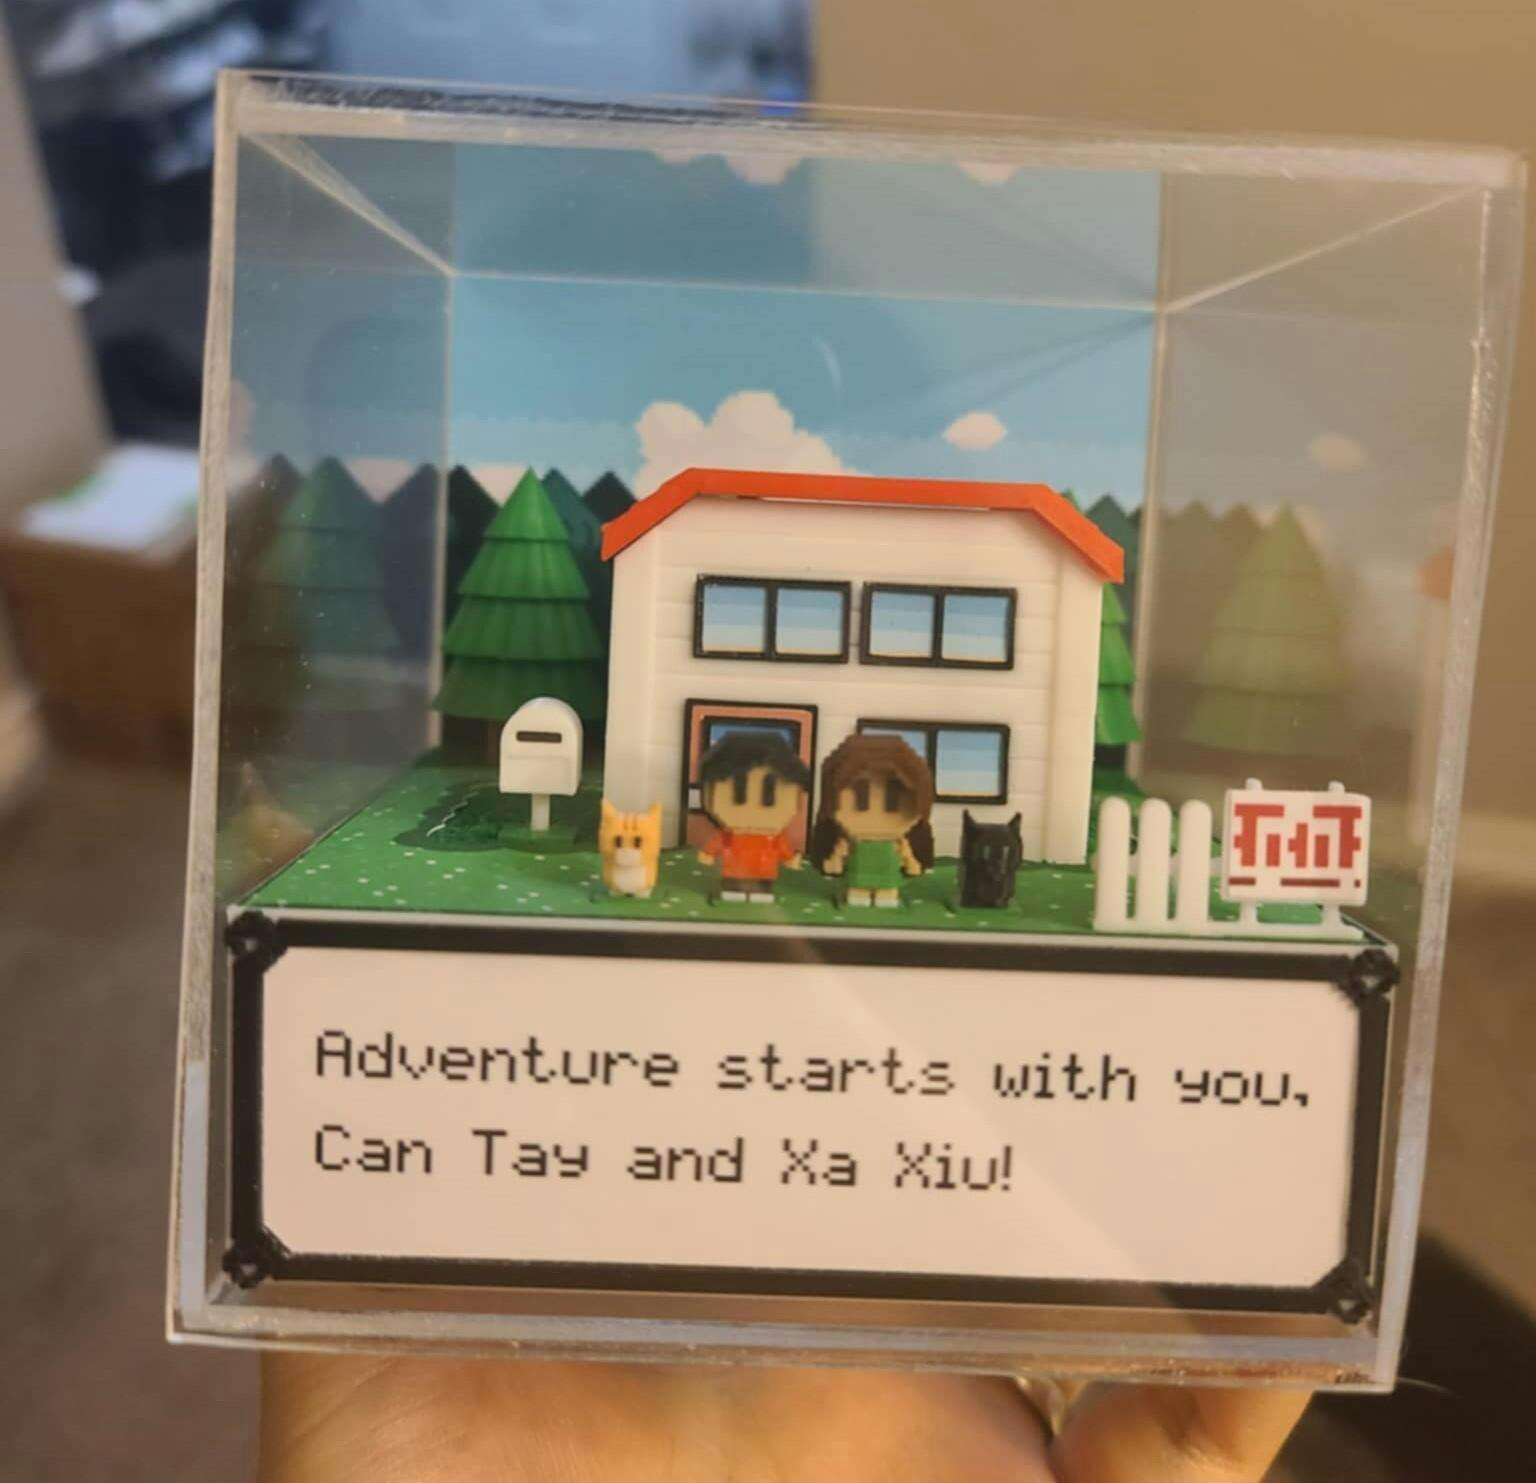 Adventure starts with you,
Can Tay and Xa Xiu!